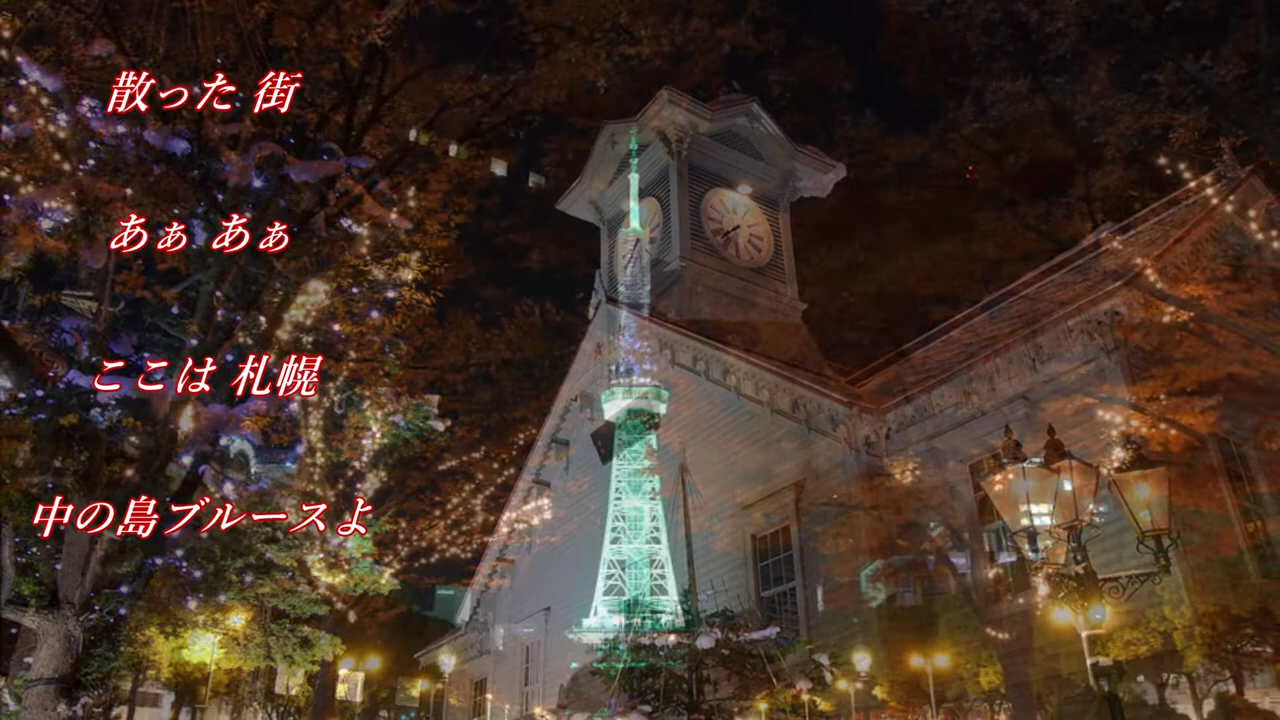 散った 街
あぁ あぁ
ここは 札幌
中の島ブルースよ